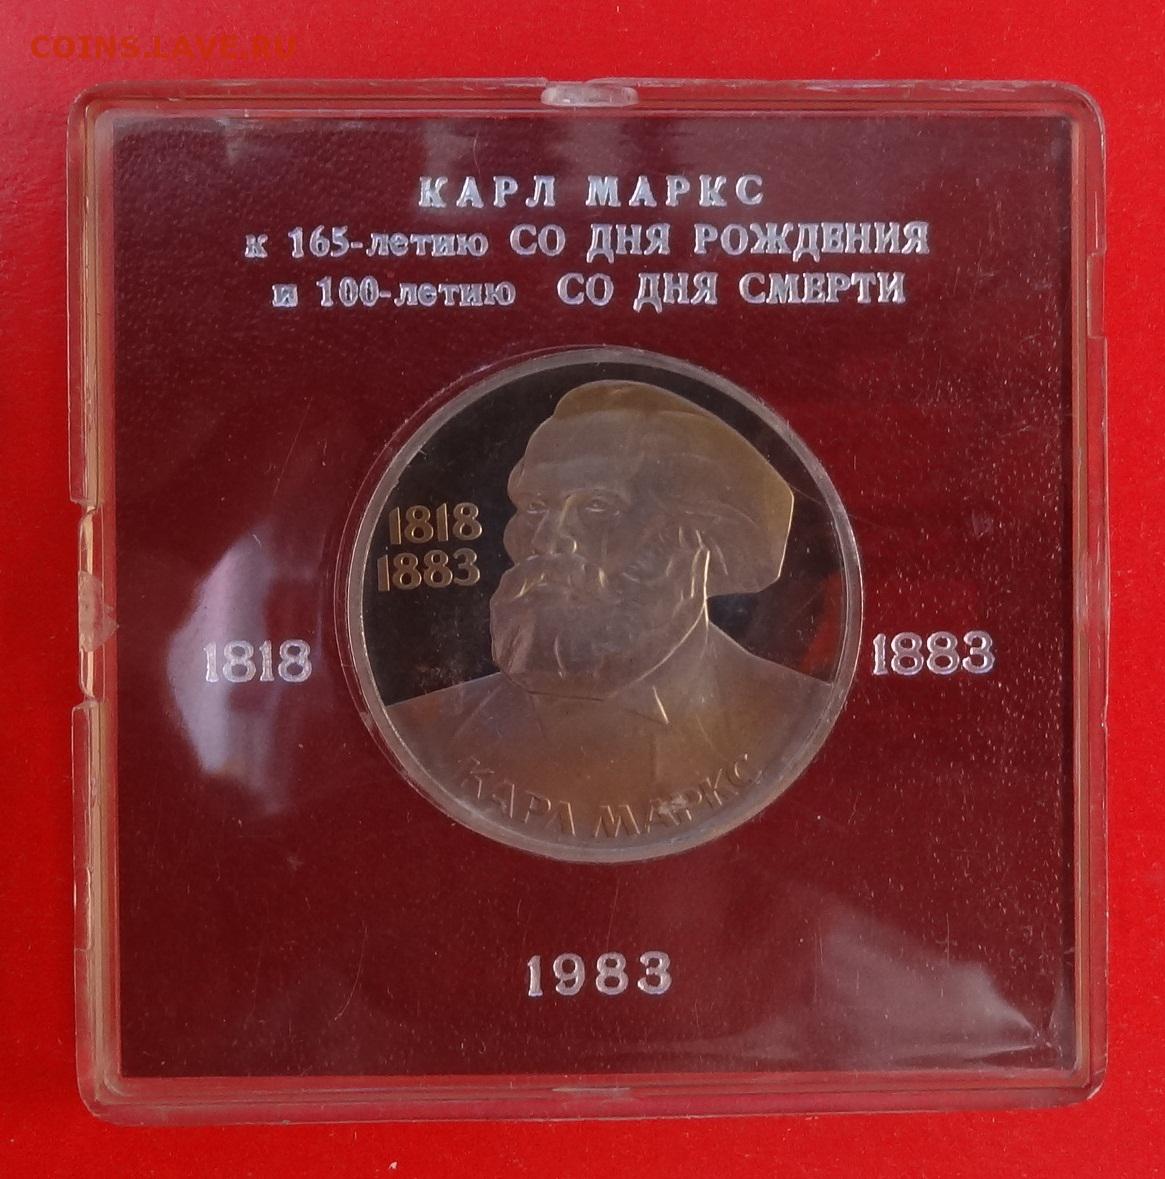 COINS.LAVE.RU
КАРЛ МАРКС
к 165-летию СО ДНЯ РОЖДЕНИЯ
и 100-летию СО ДНЯ СМЕРТИ
1818
1883
1818
1883
КАРЛ МАРКС
1983